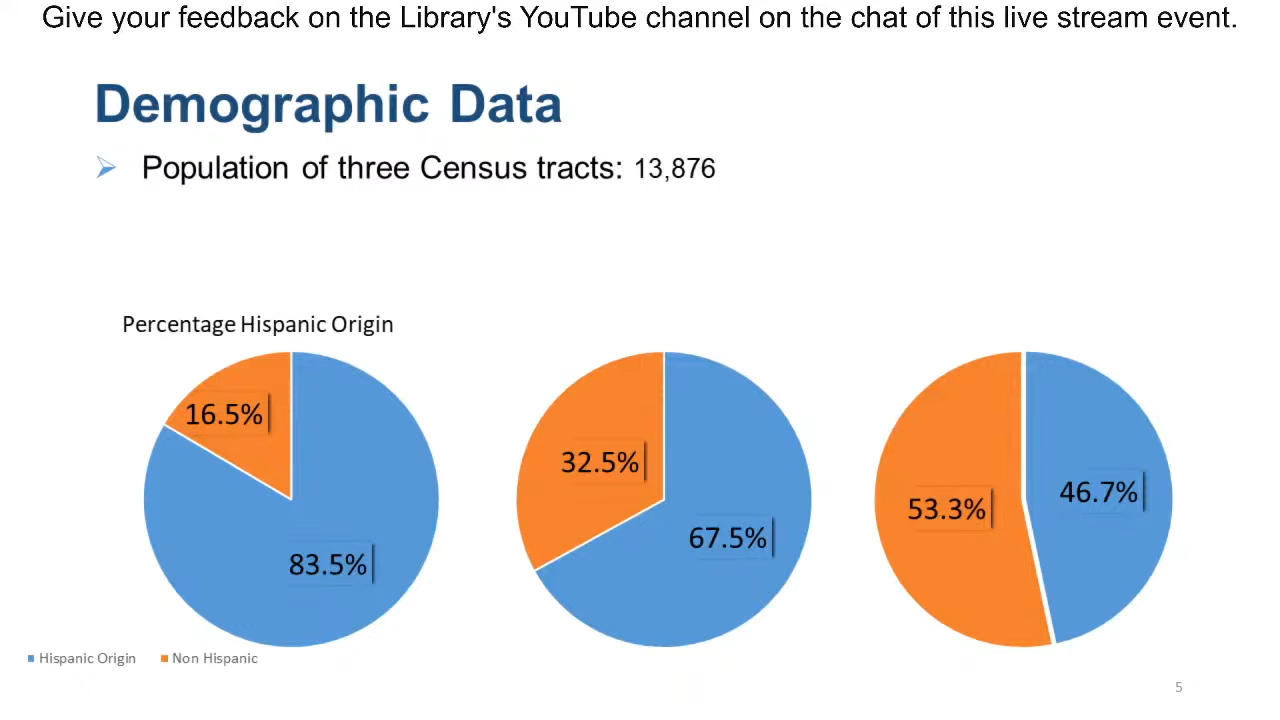 Give your feedback on the Library's YouTube channel on the chat of this live stream event.
Demographic Data
Population of three Census tracts: 13,876
Percentage Hispanic Origin
16.5%
83.5%
32.5%
67.5%
53.3%
46.7%
Hispanic Origin Non Hispanic
5